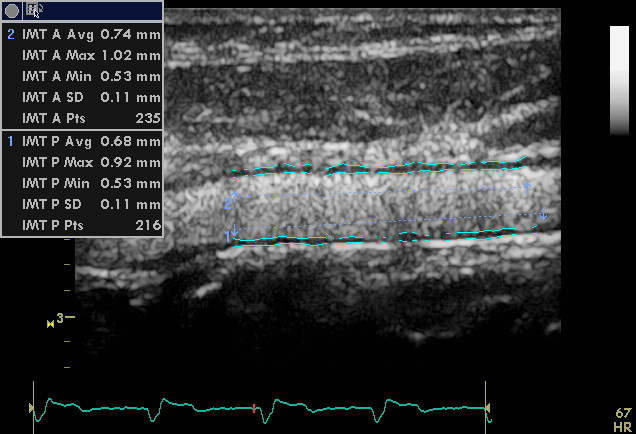 2 IMT A Avg 0.74 mm
IMT A Max 1.02 mm
IMT A Min 0.53 mm
IMT A SD 0.11 mm
IMT A Pts 235
1 IMT P Avg 0.68 mm
IMT P Max 0.92 mm
IMT P Min 0.53 mm
IMT P SD 0.11 mm
IMT P Pts 216
2
1
3
67
HR